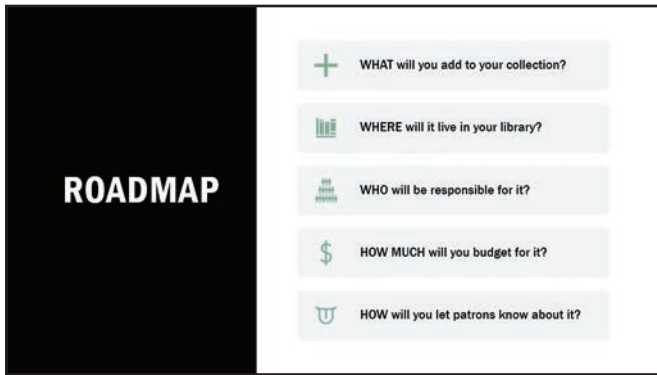 ROADMAP
WHAT will you add to your collection?
WHERE will it live in your library?
WHO will be responsible for it?
$ HOW MUCH will you budget for it?
HOW will you let patrons know about it?